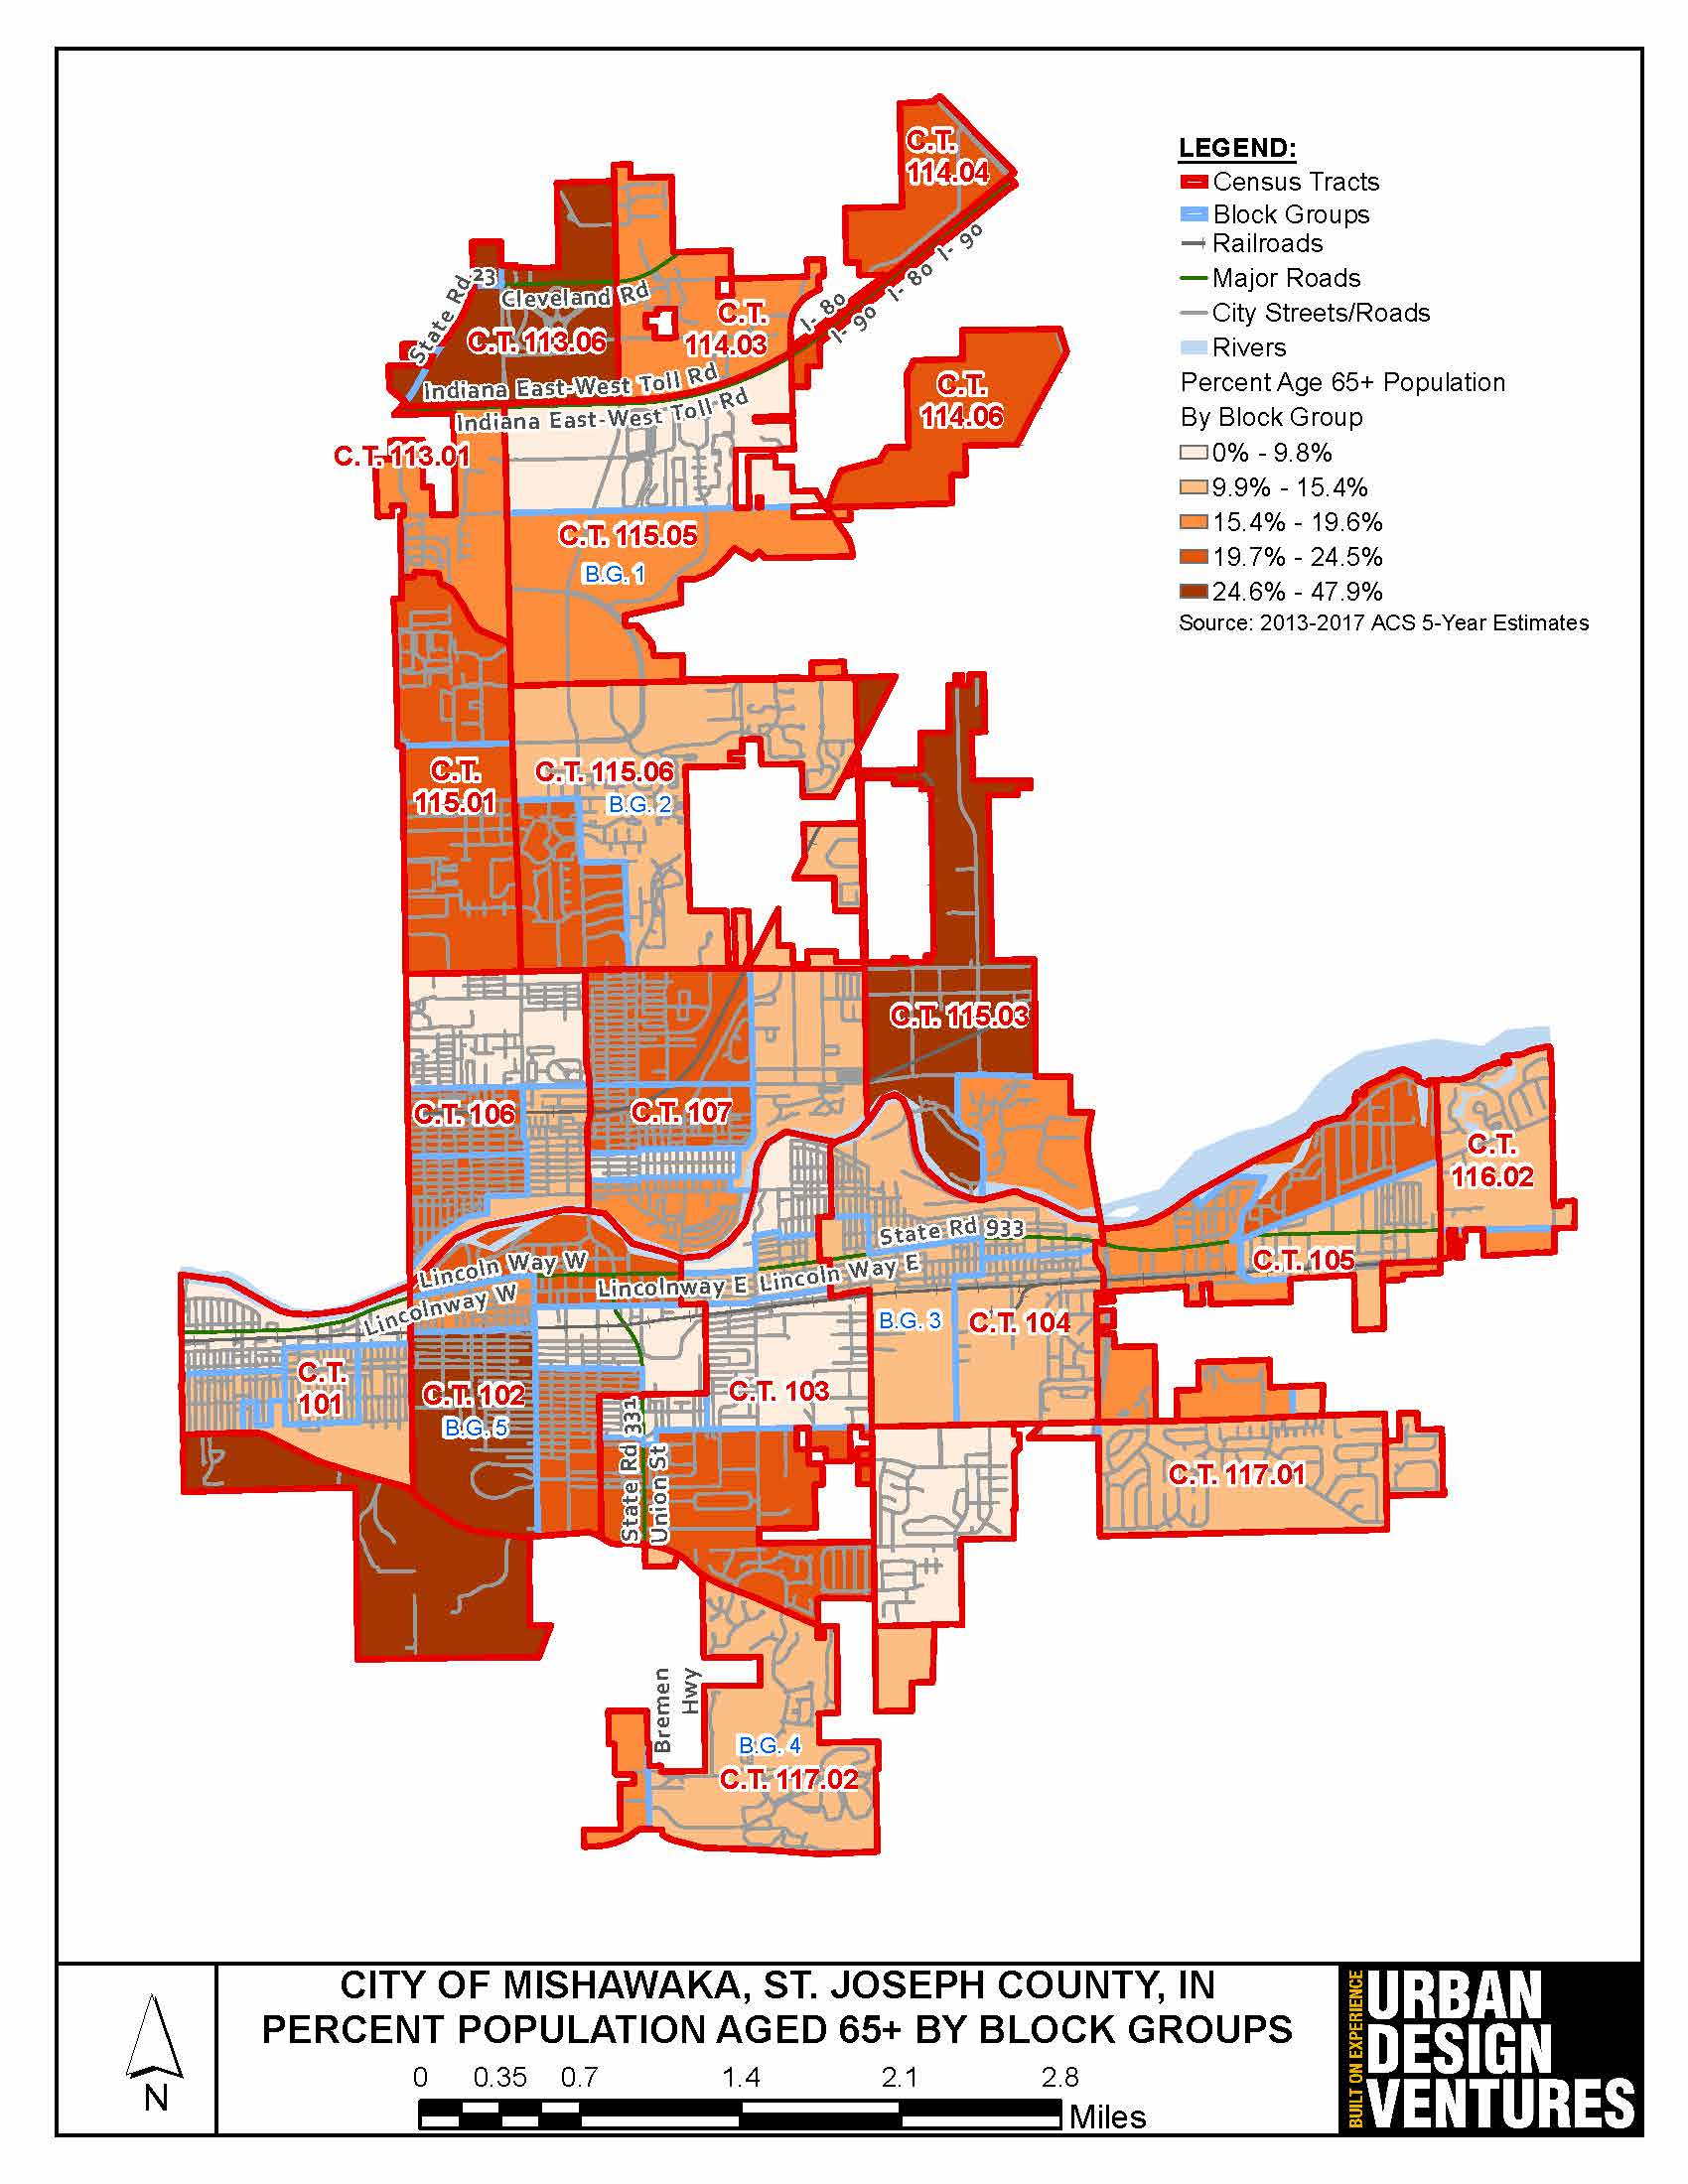 C.T.
114.04
I- 80 I- 90
I- 80
I- 90
State Rd 23
Cleveland Rd
C.T. 113.06
C.T.
114.03
Indiana East-West Toll Rd
Indiana East-West Toll Rd
C.T.
114.06
C.T. 113.01
C.T. 115.05
B.G. 1
C.T.
115.01
C.T. 115.06
B.G. 2
C.T. 115.03
C.T. 106
C.T. 107
C.T.
116.02
State Rd 933
Lincoln Way W
Lincolnway E Lincoln Way E
Lincolnway W
C.T. 105
B.G. 3
C.T. 104
C.T.
101
C.T. 102
B.G. 5
C.T. 103
State Rd 331
Union St
C.T. 117.01
Bremen
Hwy
B.G. 4
C.T. 117.02
LEGEND:
Census Tracts
Block Groups
Railroads
Major Roads
City Streets/Roads
Rivers
Percent Age 65+ Population
By Block Group
0% - 9.8%
9.9% - 15.4%
15.4% - 19.6%
19.7% - 24.5%
24.6% - 47.9%
Source: 2013-2017 ACS 5-Year Estimates
N
CITY OF MISHAWAKA, ST. JOSEPH COUNTY, IN
PERCENT POPULATION AGED 65+ BY BLOCK GROUPS
0 0.35 0.7 1.4 2.1 2.8
Miles
BUILT ON EXPERIENCE
URBAN
DESIGN
VENTURES